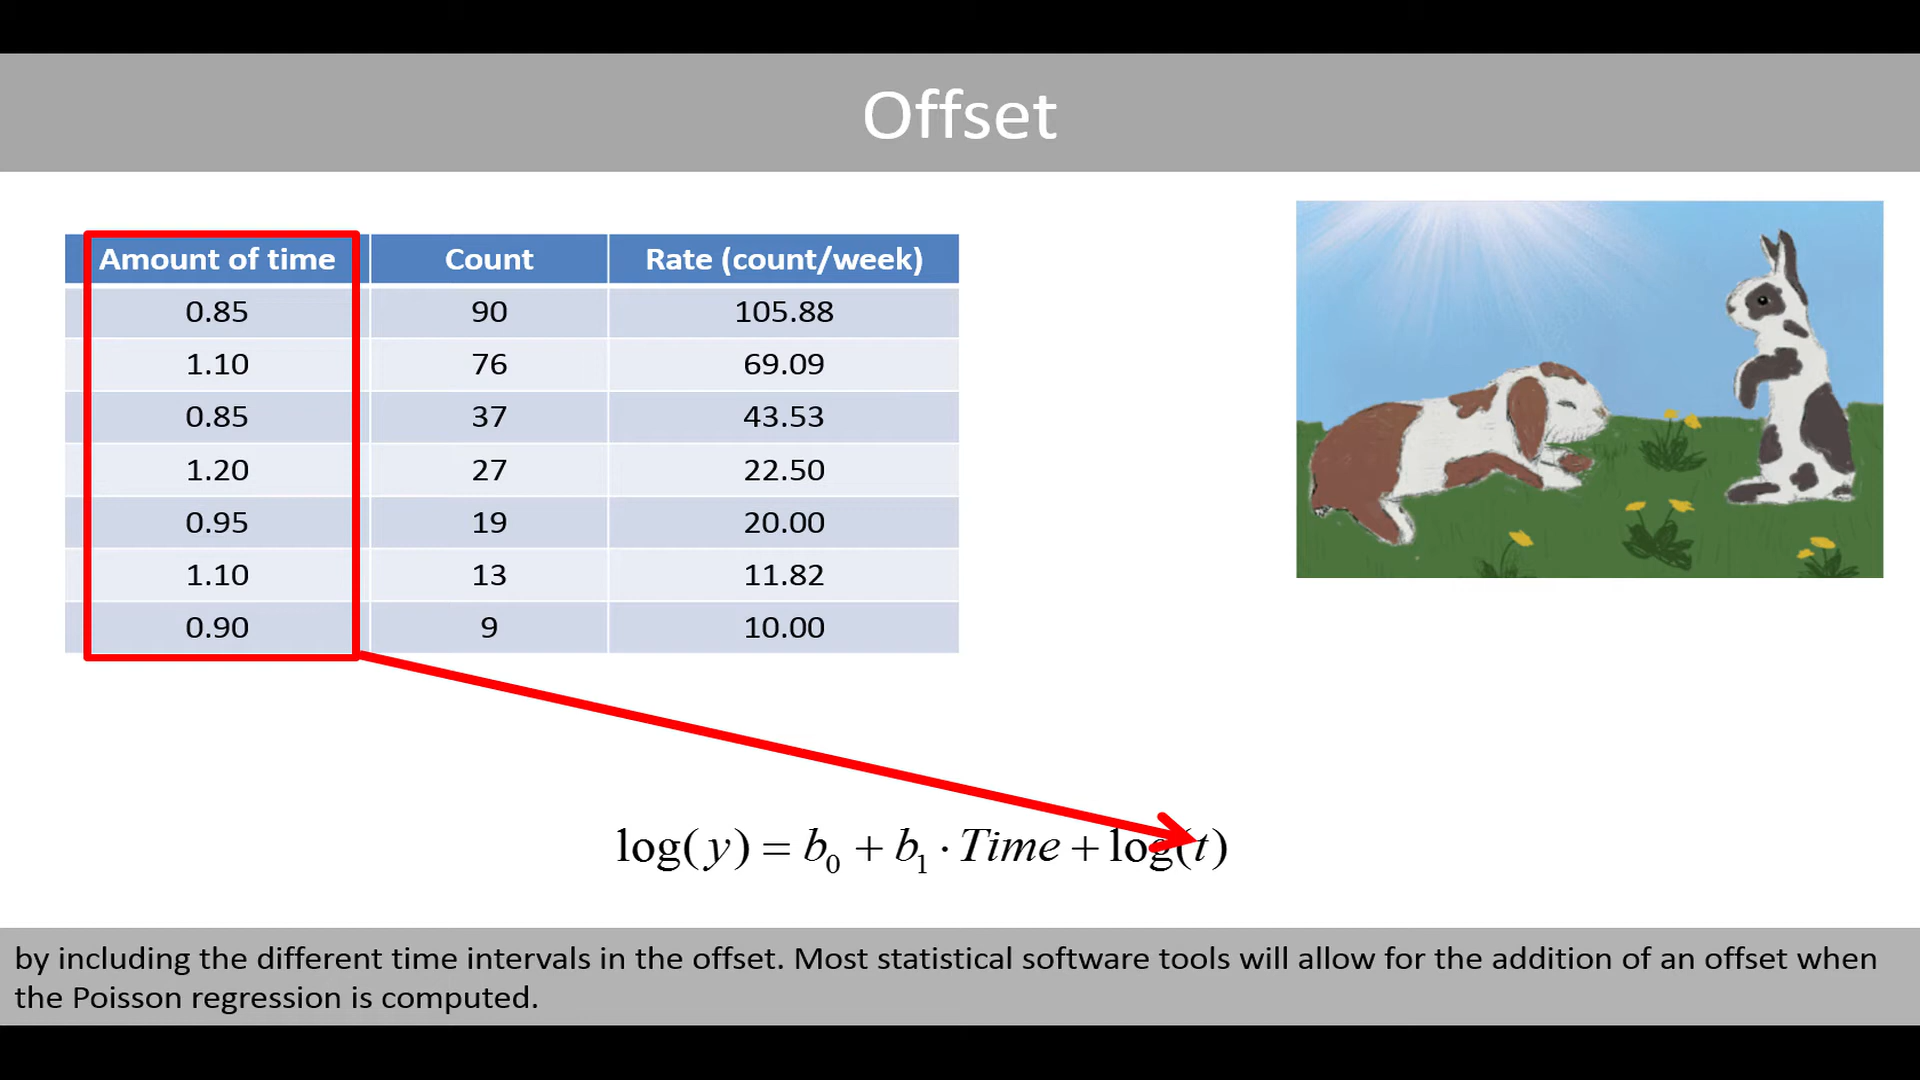 Offset
Amount of time Count Rate (count/week)
0.85 90 105.88
1.10 76 69.09
0.85 37 43.53
1.20 27 22.50
0.95 19 20.00
1.10 13 11.82
0.90 9 10.00
log(y) = b₀ + b₁ · Time + log(t)
by including the different time intervals in the offset. Most statistical software tools will allow for the addition of an offset when
the Poisson regression is computed.